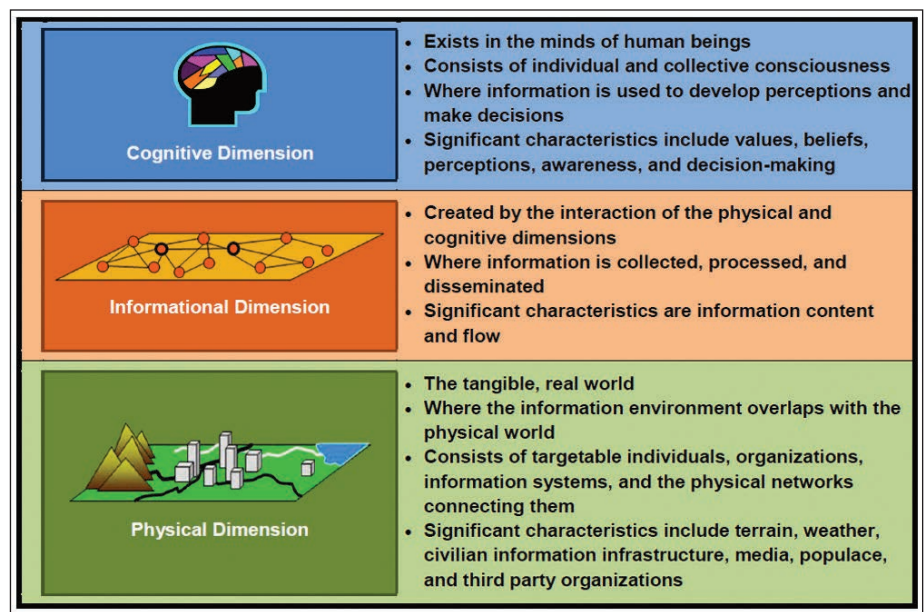 Cognitive Dimension
• Exists in the minds of human beings
• Consists of individual and collective consciousness
• Where information is used to develop perceptions and
make decisions
• Significant characteristics include values, beliefs,
perceptions, awareness, and decision-making
Informational Dimension
• Created by the interaction of the physical and
cognitive dimensions
• Where information is collected, processed, and
disseminated
• Significant characteristics are information content
and flow
Physical Dimension
• The tangible, real world
• Where the information environment overlaps with the
physical world
• Consists of targetable individuals, organizations,
information systems, and the physical networks
connecting them
• Significant characteristics include terrain, weather,
civilian information infrastructure, media, populace,
and third party organizations